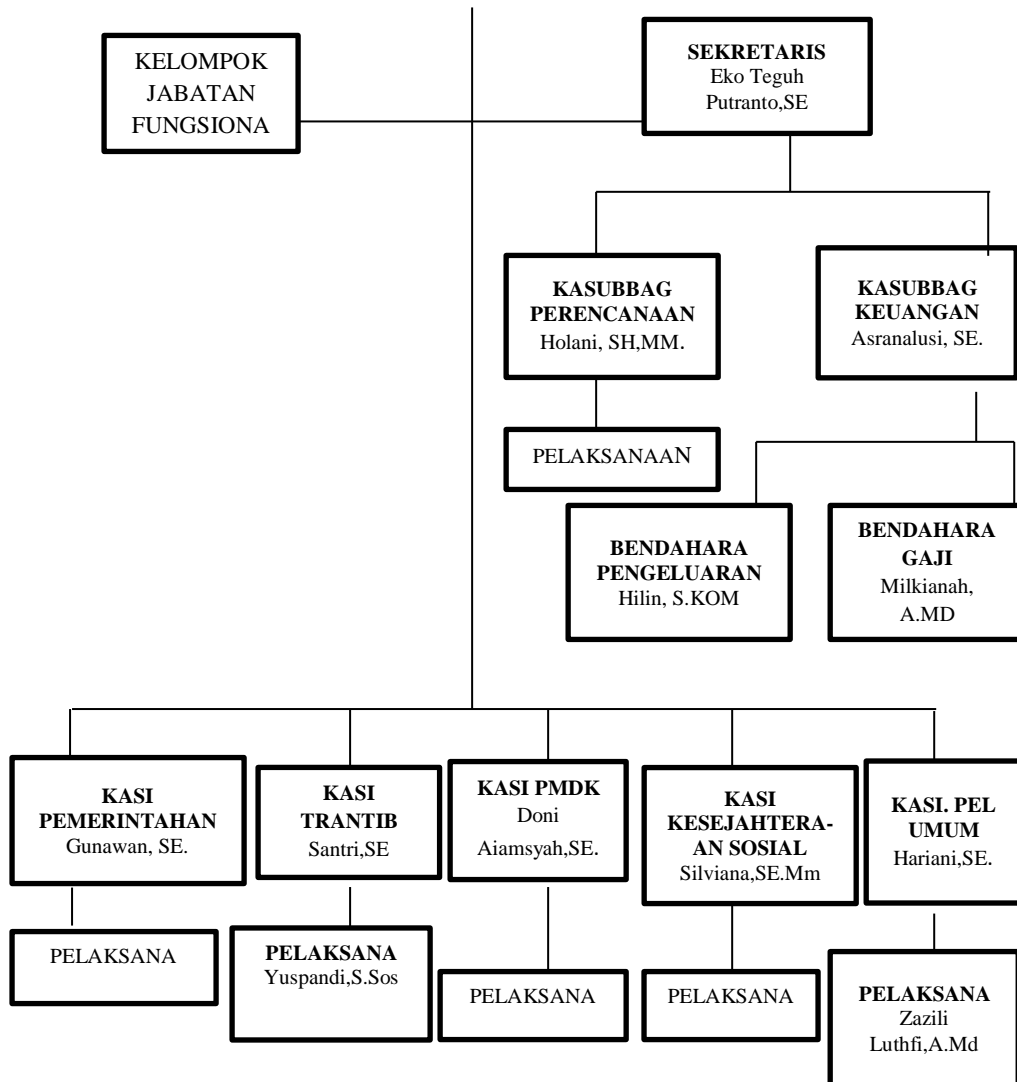 KELOMPOK
JABATAN
FUNGSIONA
SEKRETARIS
Eko Teguh
Putranto,SE
KASUBBAG
PERENCANAAN
Holani, SH,MM.
KASUBBAG
KEUANGAN
Asranalusi, SE.
PELAKSANAAN
BENDAHARA
PENGELUARAN
Hilin, S.KOM
BENDAHARA
GAJI
Milkianah,
A.MD
KASI
PEMERINTAHAN
Gunawan, SE.
KASI
TRANTIB
Santri,SE
KASI PMDK
Doni
Aiamsyah,SE.
KASI
KESEJAHTERA-
AN SOSIAL
Silviana,SE.Mm
KASI. PEL
UMUM
Hariani,SE.
PELAKSANA
PELAKSANA
Yuspandi,S.Sos
PELAKSANA
PELAKSANA
PELAKSANA
Zazili
Luthfi,A.Md